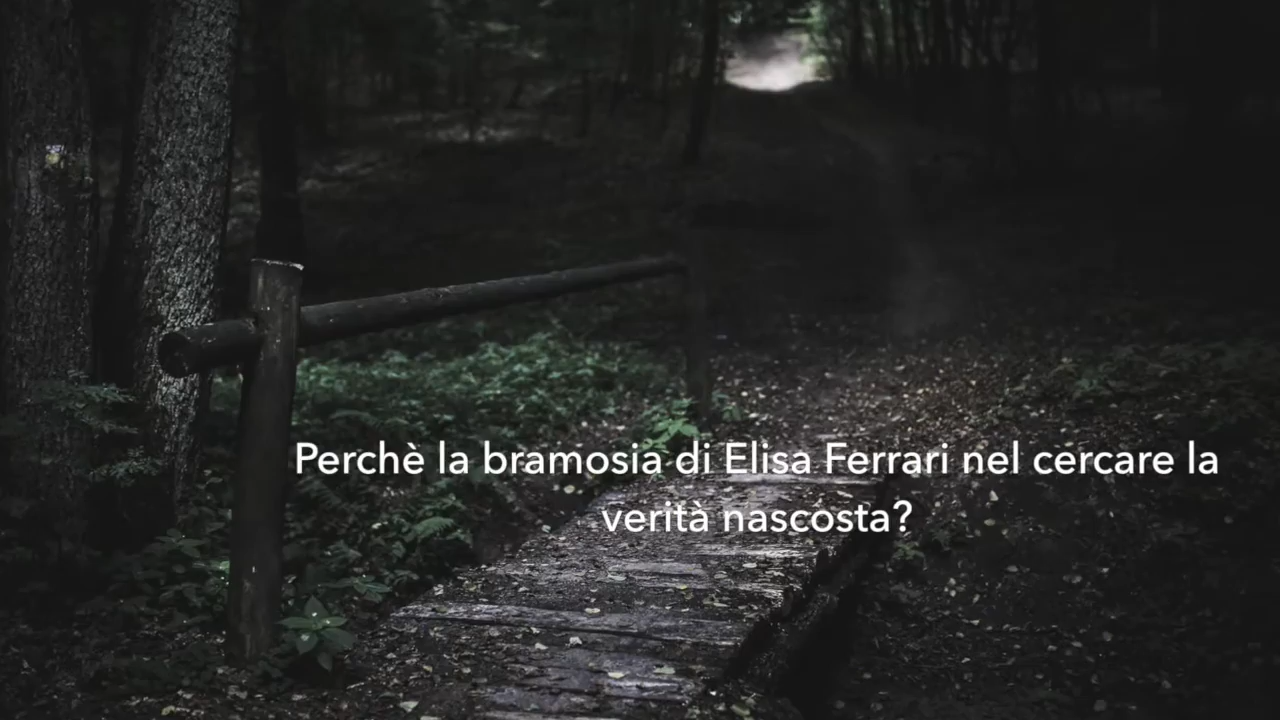 Perchè la bramosia di Elisa Ferrari nel cercare la
verità nascosta?